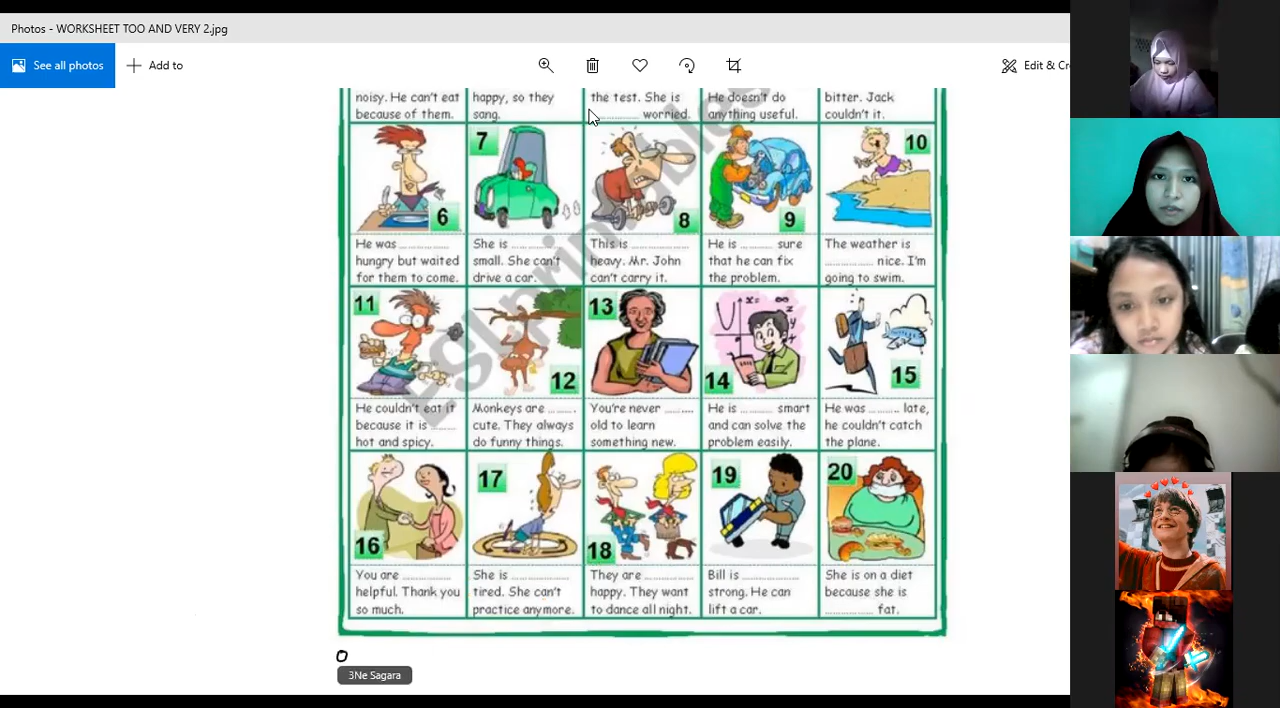 Photos - WORKSHEET TOO AND VERY 2.jpg
See all photos
Add to
Edit & Cr
noisy. He can't eat
because of them.
happy, so they
sang.
the test. She is
............ worried.
He doesn't do
anything useful.
bitter. Jack
couldn't it.
6
7
8
9
10
He was ..............
hungry but waited
for them to come.
She is ..............
small. She can't
drive a car.
This is ................
heavy. Mr. John
can't carry it.
He is ......... sure
that he can fix
the problem.
The weather is
............... nice. I'm
going to swim.
11
12
13
14
15
He couldn't eat it
because it is ........
hot and spicy.
Monkeys are ........
cute. They always
do funny things.
You're never .........
old to learn
something new.
He is ......... smart
and can solve the
problem easily.
He was ........ late,
he couldn't catch
the plane.
16
17
18
19
20
You are ..............
helpful. Thank you
so much.
She is ................
tired. She can't
practice anymore.
They are ..............
happy. They want
to dance all night.
Bill is ................
strong. He can
lift a car.
She is on a diet
because she is
............... fat.
Eslprintables
3Ne Sagara